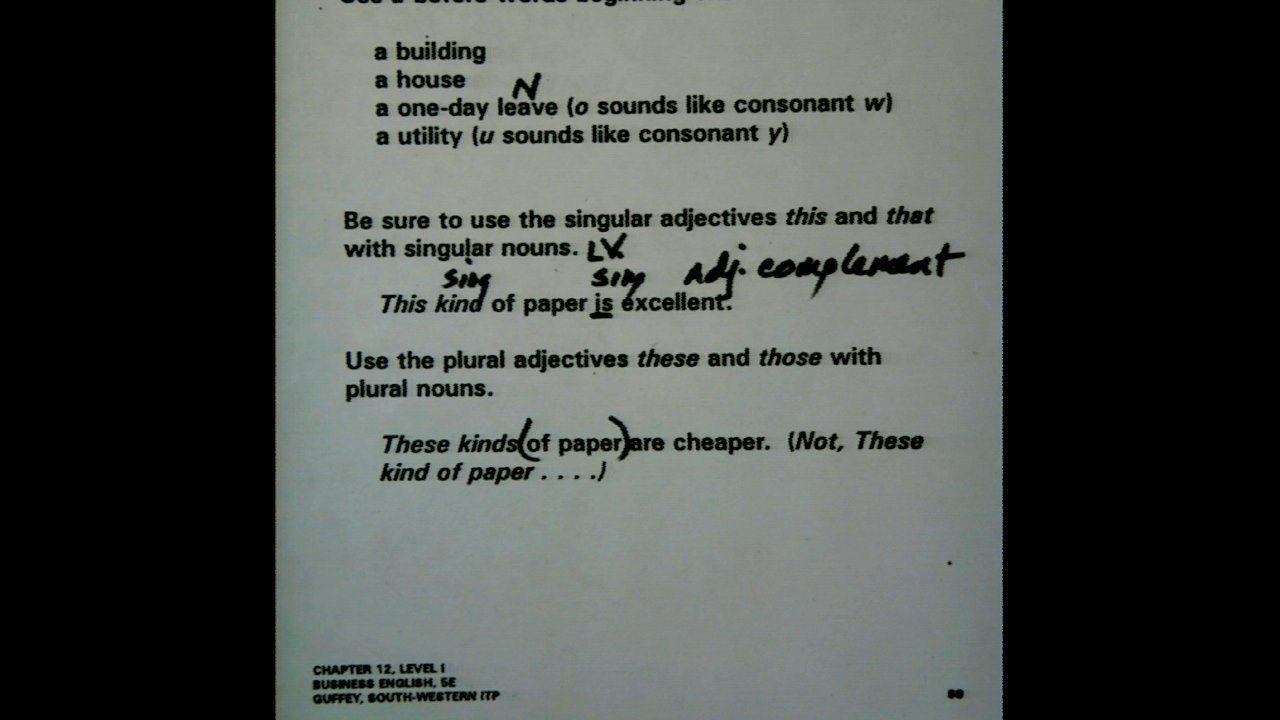 a building
a house
N
a one-day leave (o sounds like consonant w)
a utility (u sounds like consonant y)
Be sure to use the singular adjectives this and that
with singular nouns. LV.
sing sing adj. complement
This kind of paper is excellent.
Use the plural adjectives these and those with
plural nouns.
These kinds (of paper) are cheaper. (Not, These
kind of paper . . . .)
CHAPTER 12, LEVEL I
BUSINESS ENGLISH, 5E
GUFFEY, SOUTH-WESTERN ITP